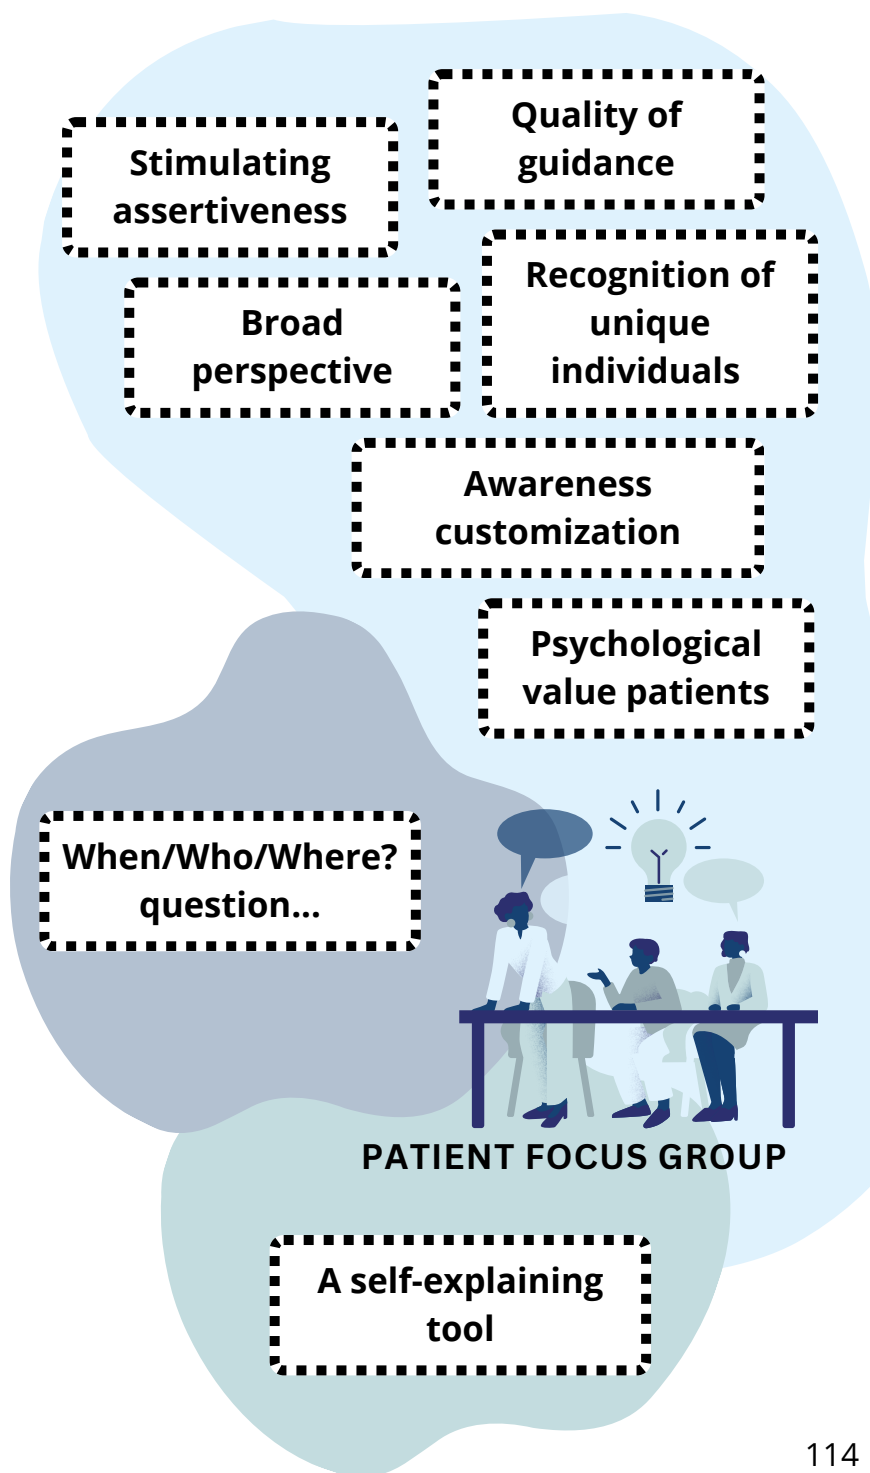 Quality of
guidance
Stimulating
assertiveness
Recognition of
unique
individuals
Broad
perspective
Awareness
customization
Psychological
value patients
When/Who/Where?
question...
PATIENT FOCUS GROUP
A self-explaining
tool
114